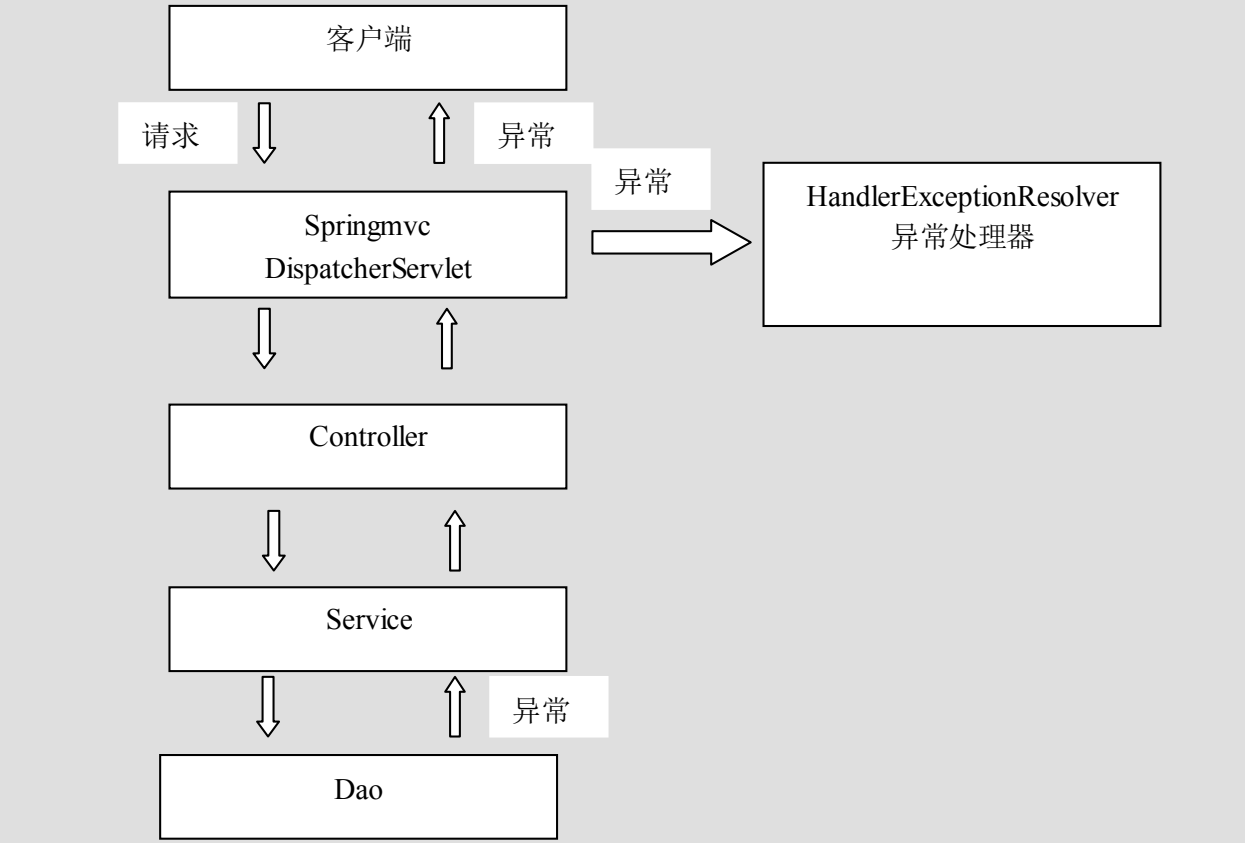 客户端
请求
异常
异常
Springmvc
DispatcherServlet
HandlerExceptionResolver
异常处理器
Controller
Service
异常
Dao